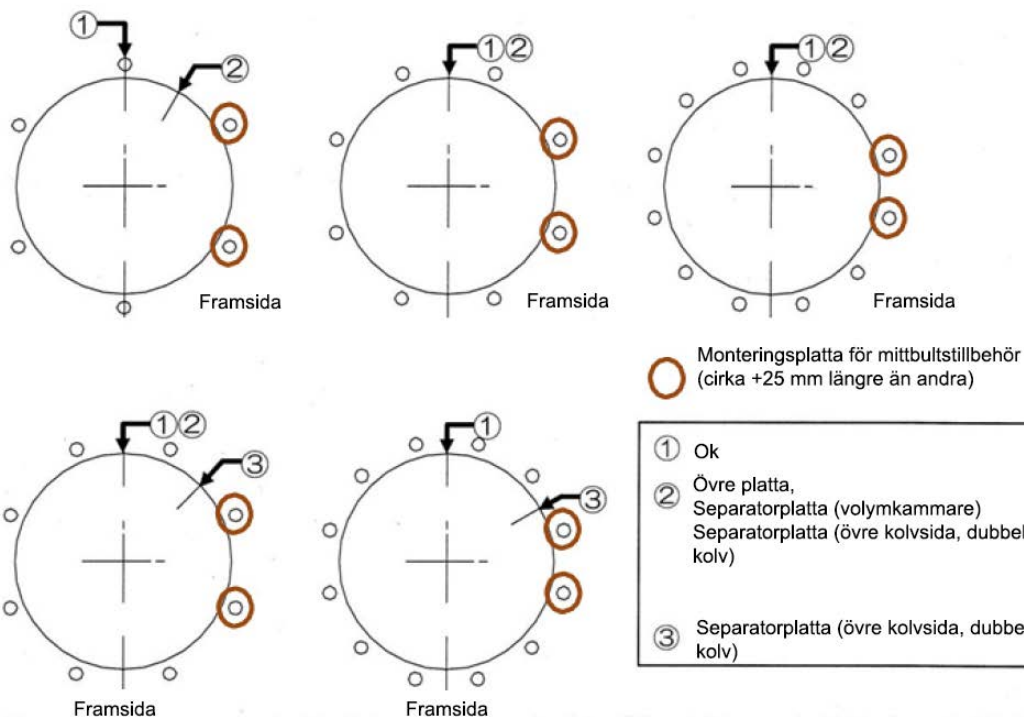 ①
②
①②
①②
Framsida
Framsida
Framsida
Monteringsplatta för mittbultstillbehör
(cirka +25 mm längre än andra)
①②
③
①
③
Framsida
Framsida
① Ok
② Övre platta,
Separatorplatta (volymkammare)
Separatorplatta (övre kolvsida, dubbel
kolv)
③ Separatorplatta (övre kolvsida, dubbel
kolv)